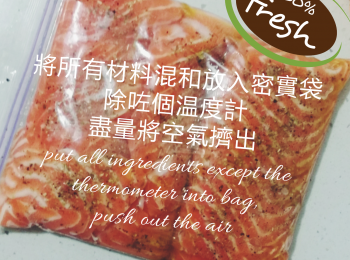 Fresh
將所有材料混和放入密實袋
除咗個温度計
盡量將空氣擠出
put all ingredients except the
thermometer into bag,
push out the air